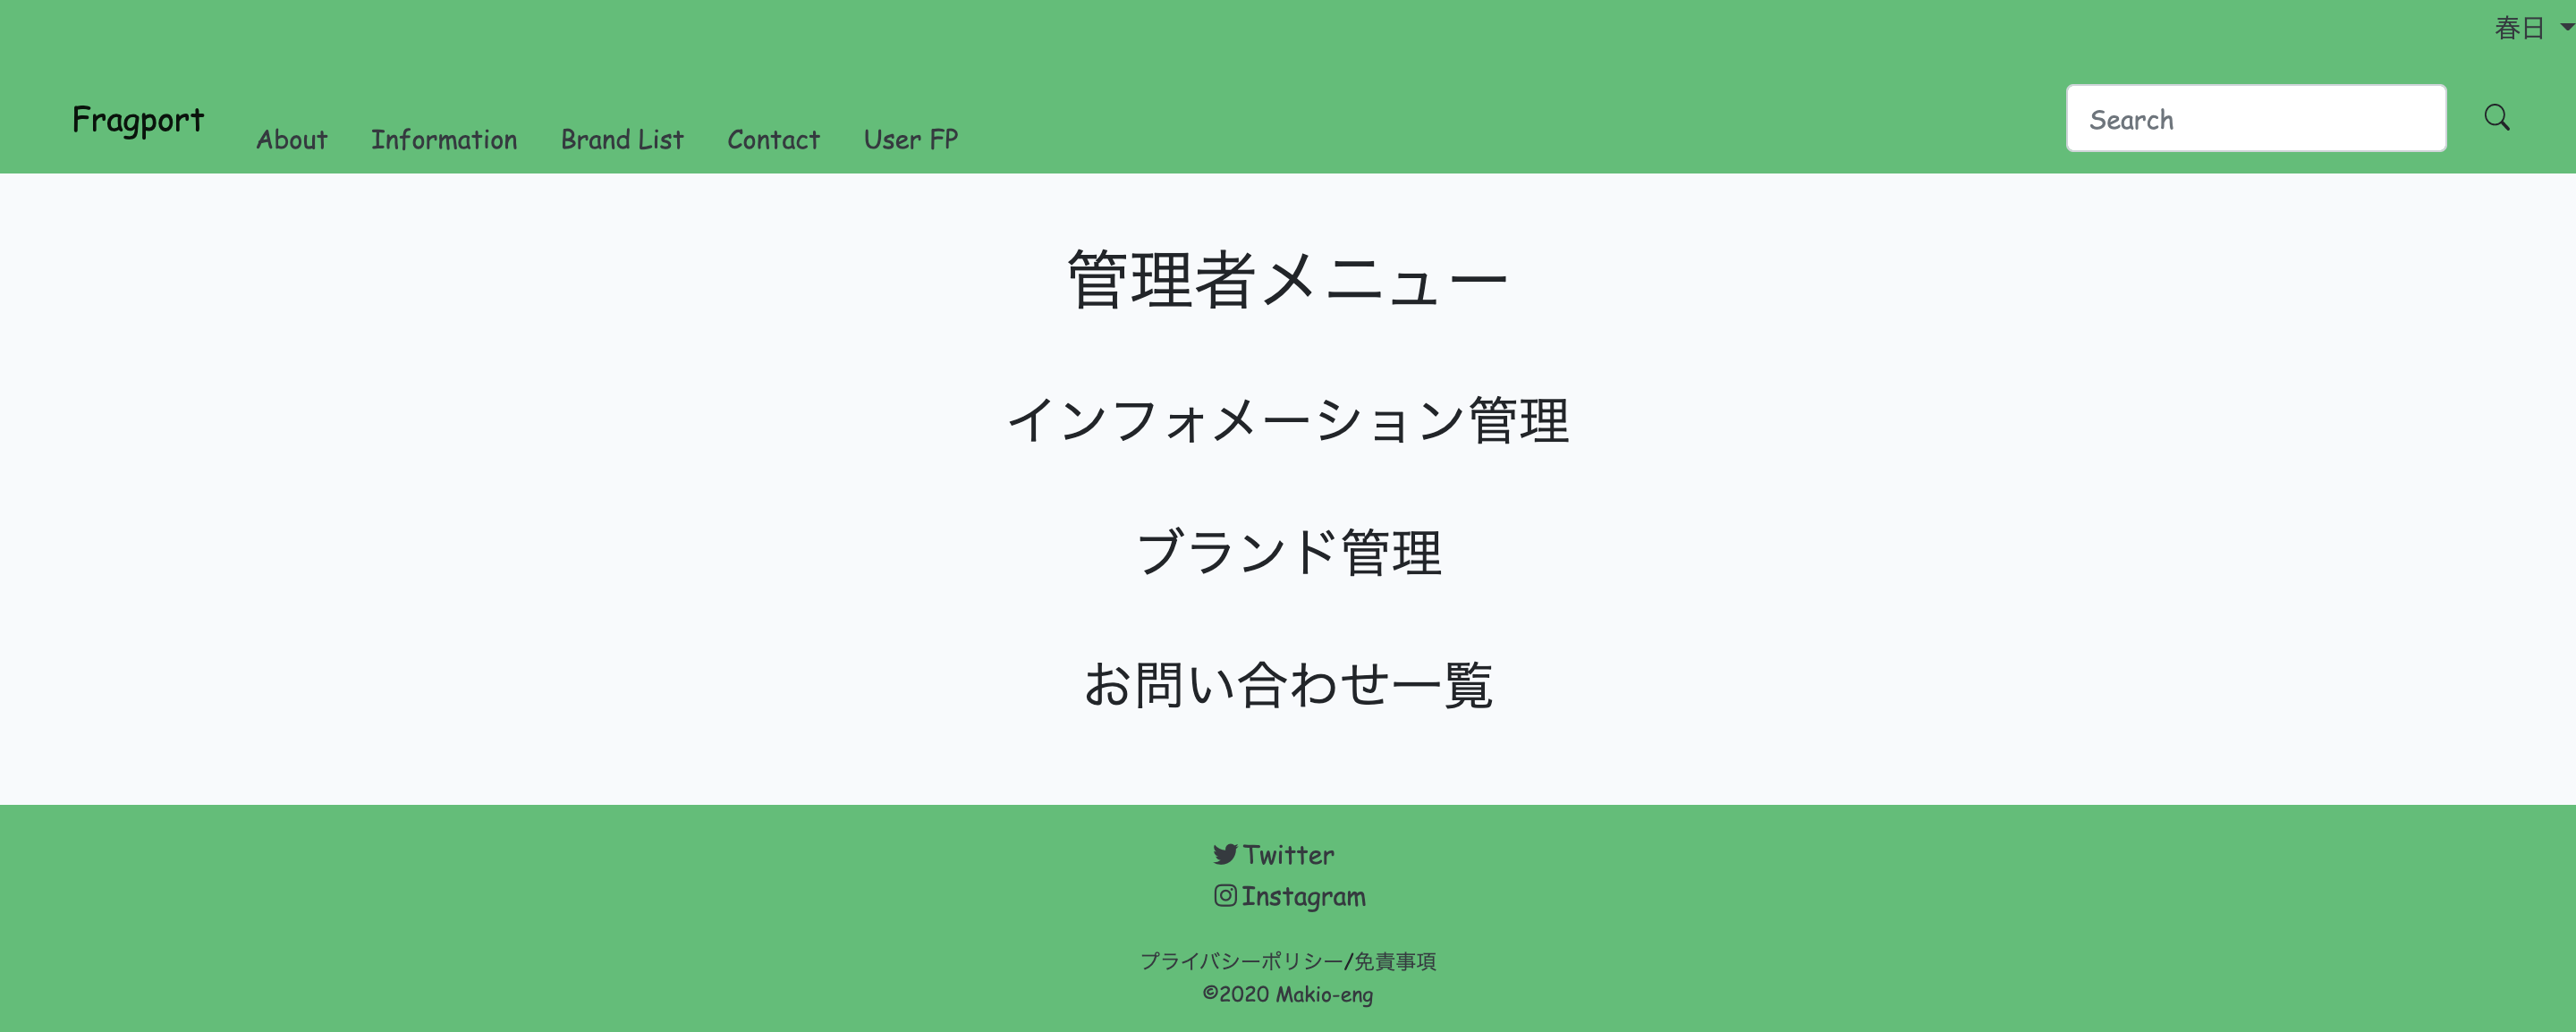 春日
Fragport About Information Brand List Contact User FP Search
管理者メニュー
インフォメーション管理
ブランド管理
お問い合わせ一覧
Twitter
Instagram
プライバシーポリシー/免責事項
©2020 Makio-eng